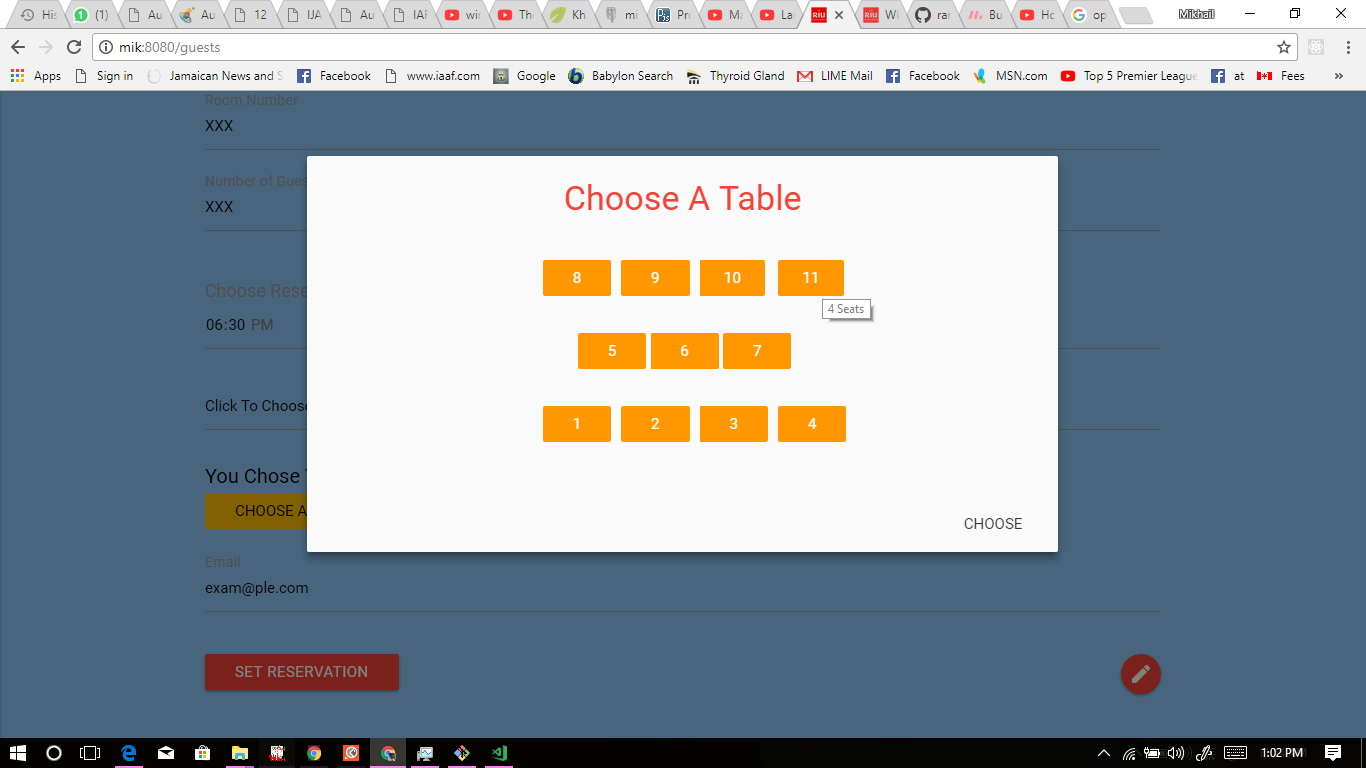 His (1) Au Au 12 IJA Au IAF wir The Kh mi Pro Ma La WI rar Bu Ho op Mikhail
mik:8080/guests
Apps Sign in Jamaican News and S Facebook www.iaaf.com Google Babylon Search Thyroid Gland LIME Mail Facebook MSN.com Top 5 Premier League at Fees »
Room Number
XXX
Number of Gues
XXX
Choose Rese
06:30 PM
Click To Choose
You Chose
CHOOSE A
Email
exam@ple.com
SET RESERVATION
Choose A Table
8 9 10 11
4 Seats
5 6 7
1 2 3 4
CHOOSE
1:02 PM